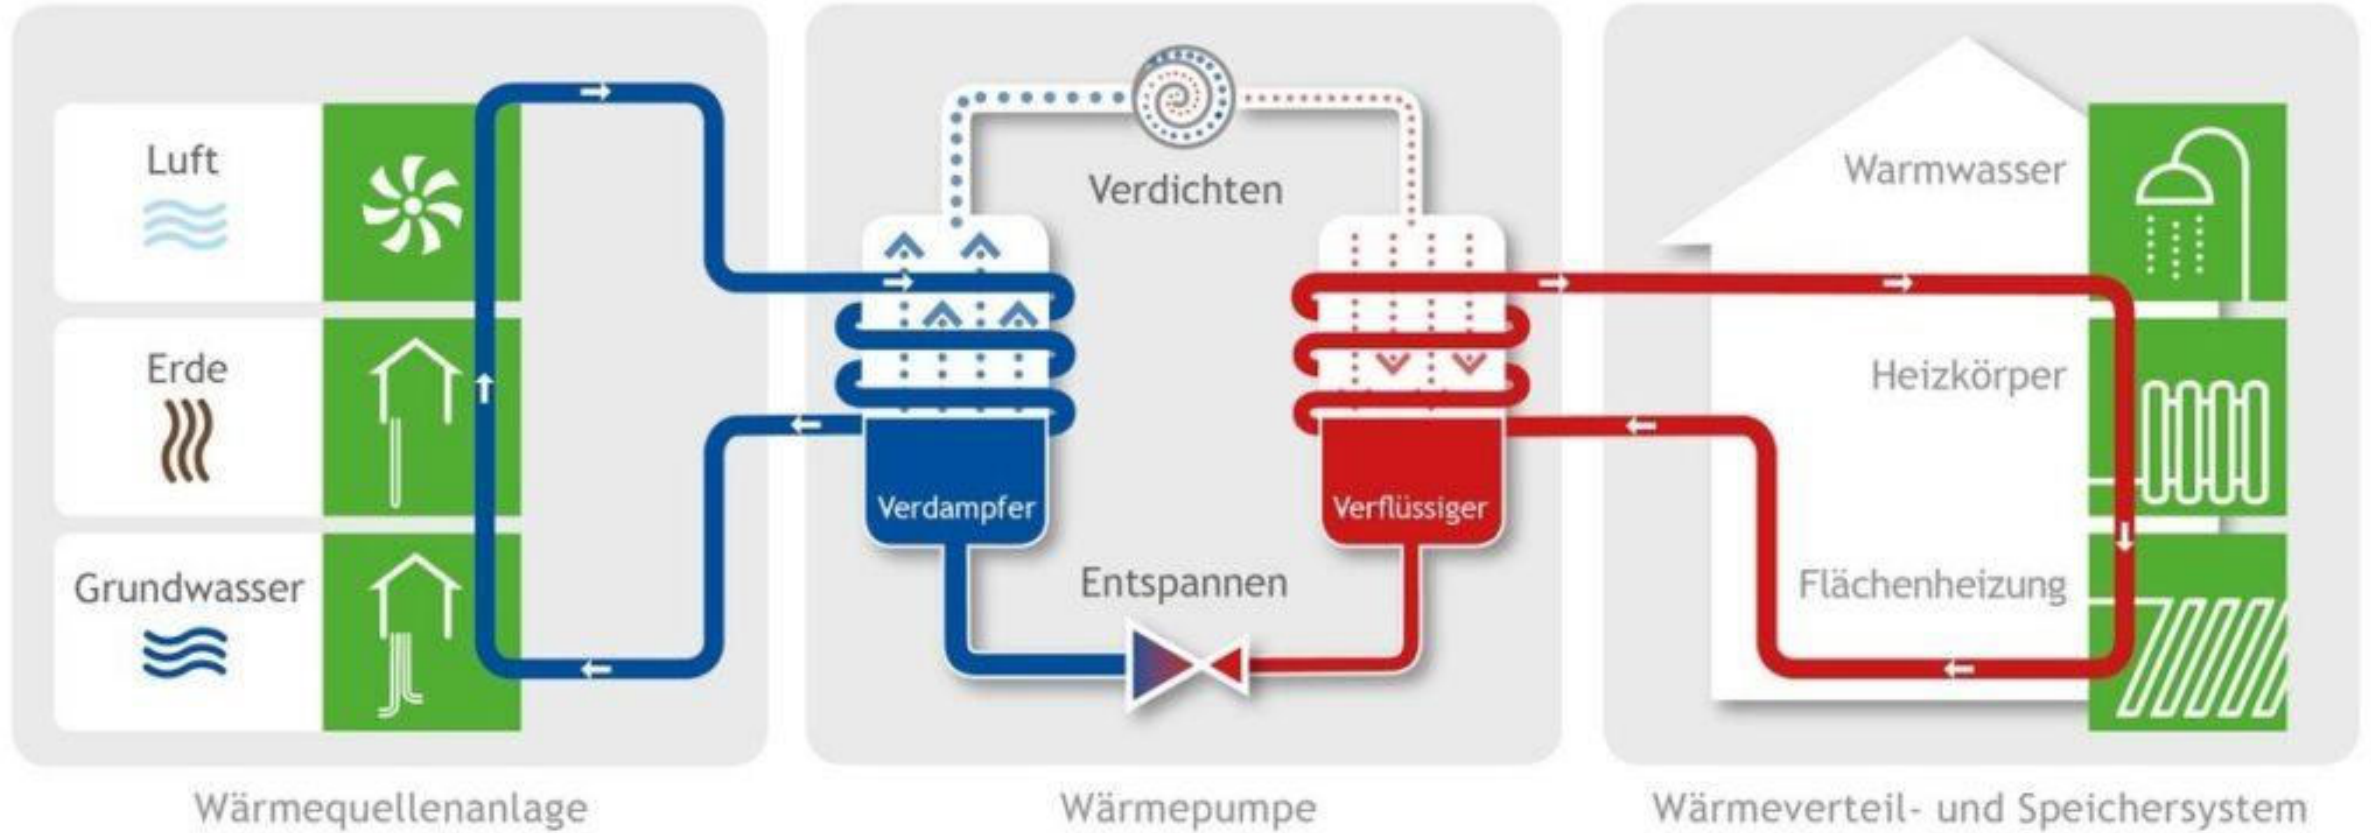 Luft
Erde
Grundwasser
Wärmequellenanlage
Verdichten
Verdampfer
Verflüssiger
Entspannen
Wärmepumpe
Warmwasser
Heizkörper
Flächenheizung
Wärmeverteil- und Speichersystem